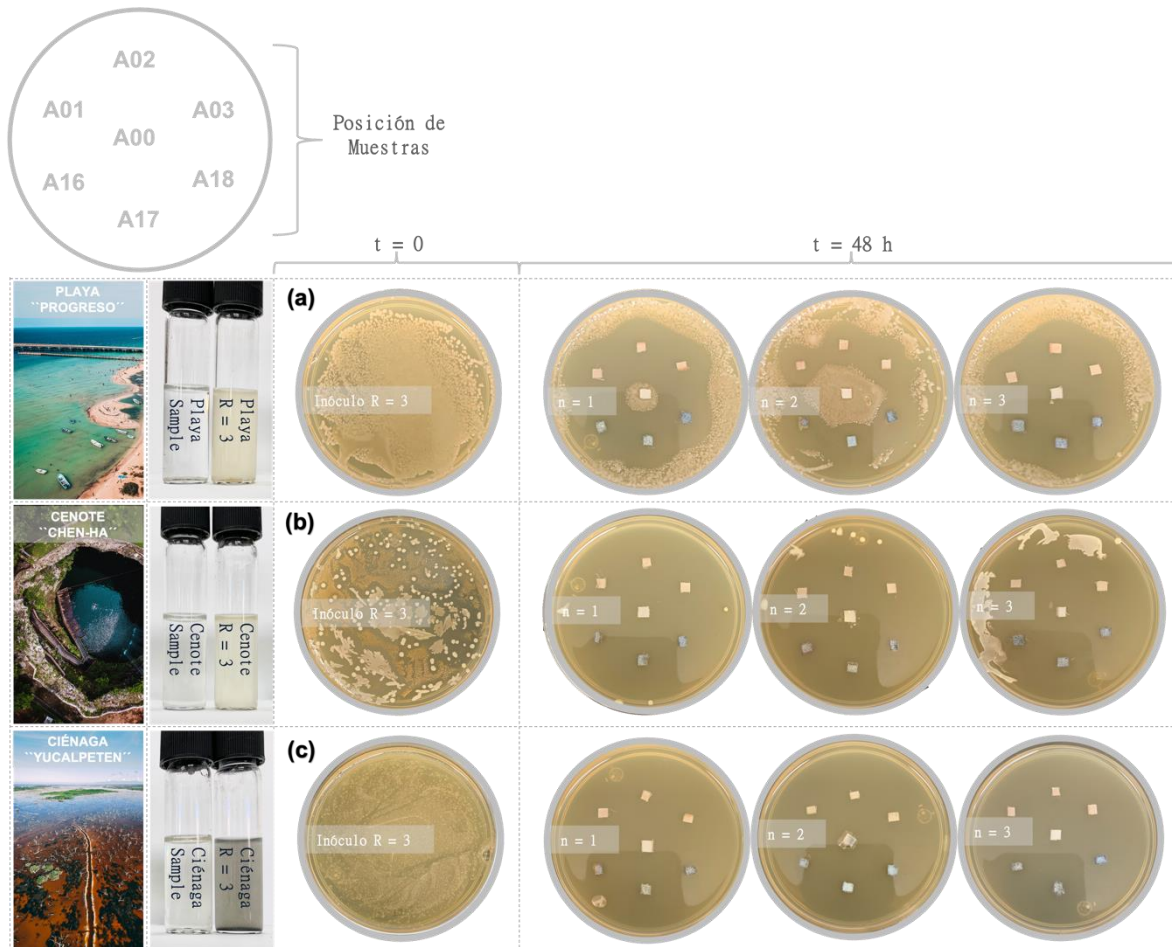 A02
A01
A03
A00
A16
A18
A17
Posición de
Muestras
t = 0
t = 48 h
PLAYA
``PROGRESO``
Playa
Sample
Playa
R = 3
(a)
Inóculo R = 3
n = 1
n = 2
n = 3
CENOTE
``CHEN-HA``
Cenote
Sample
Cenote
R = 3
(b)
Inóculo R = 3
n = 1
n = 2
n = 3
CIÉNAGA
``YUCALPETEN``
Ciénaga
Sample
Ciénaga
R = 3
(c)
Inóculo R = 3
n = 1
n = 2
n = 3